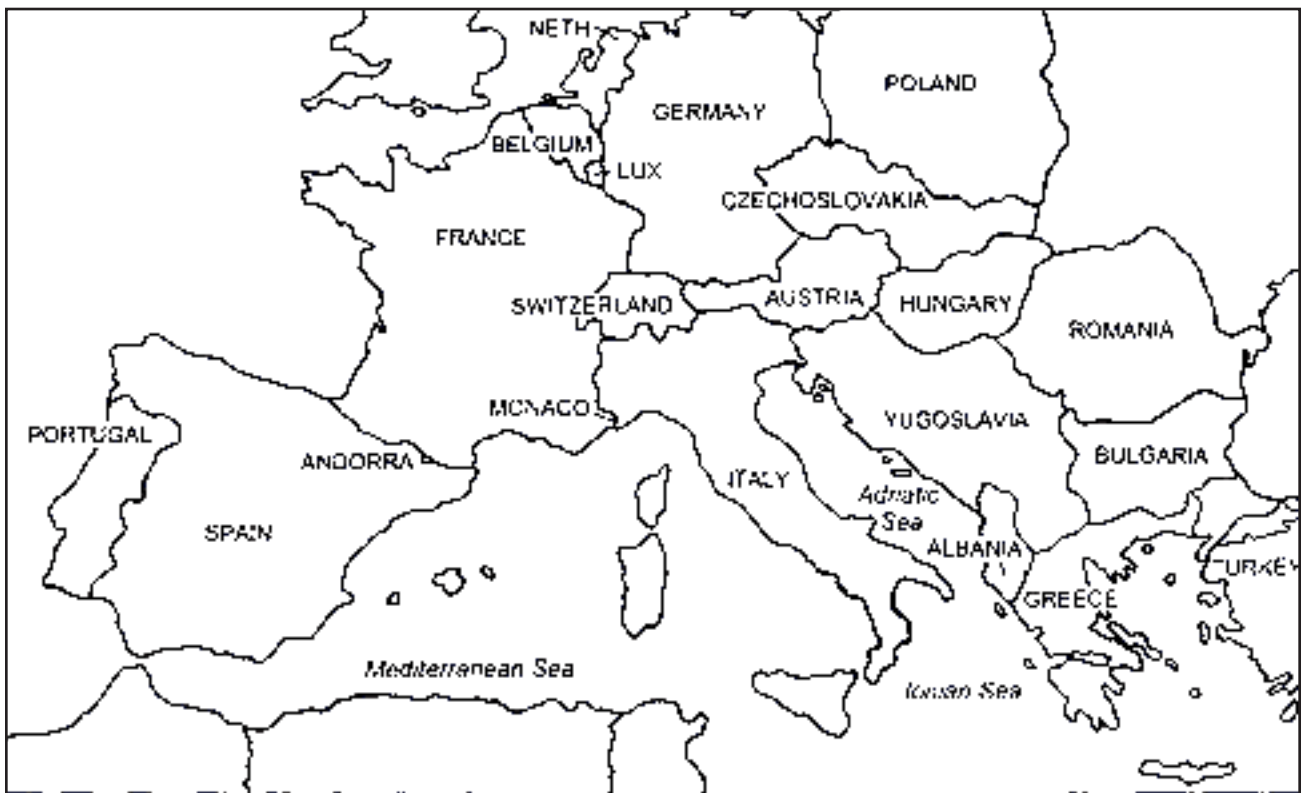 NETH
POLAND
GERMANY
BELGIUM
LUX
CZECHOSLOVAKIA
FRANCE
SWITZERLAND
AUSTRIA
HUNGARY
ROMANIA
MONACO
YUGOSLAVIA
PORTUGAL
ANDORRA
BULGARIA
ITALY
Adriatic
Sea
SPAIN
ALBANIA
TURKEY
GREECE
Mediterranean Sea
Ionian Sea